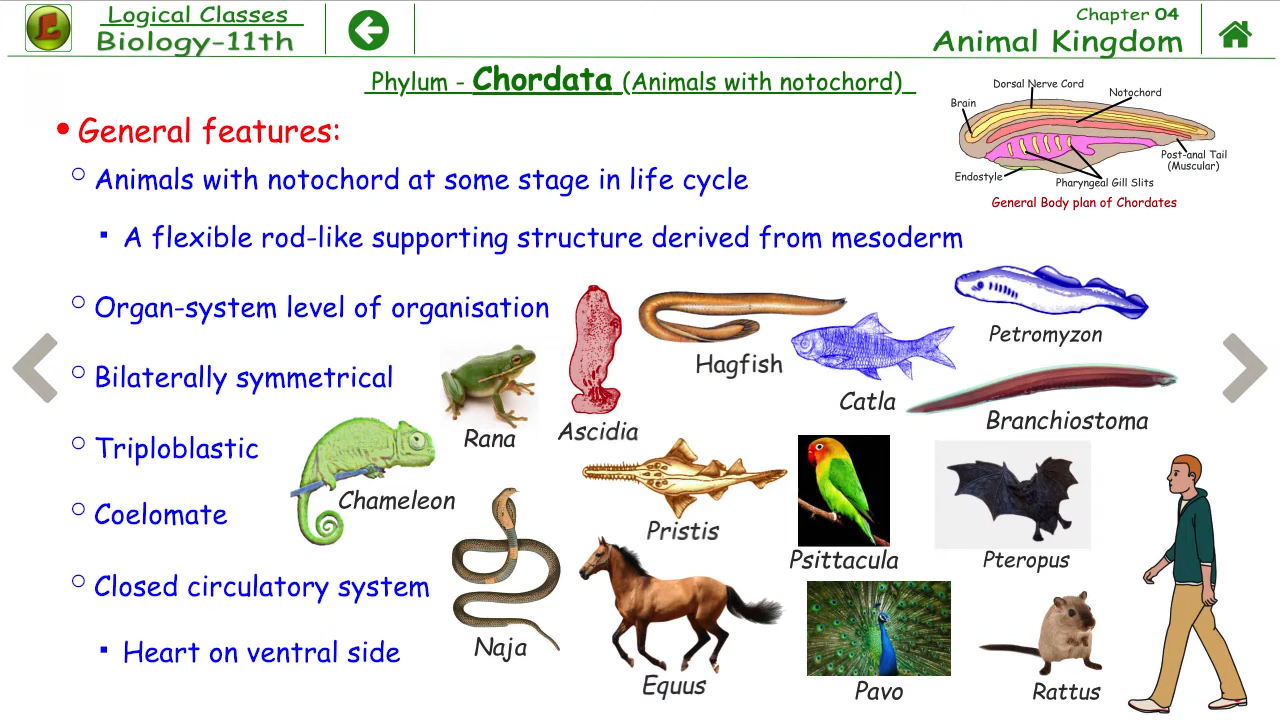 Logical Classes
Biology-11th
Chapter 04
Animal Kingdom
Phylum - Chordata (Animals with notochord)
• General features:
○ Animals with notochord at some stage in life cycle
▪ A flexible rod-like supporting structure derived from mesoderm
○ Organ-system level of organisation
○ Bilaterally symmetrical
○ Triploblastic
○ Coelomate
○ Closed circulatory system
▪ Heart on ventral side
Dorsal Nerve Cord
Notochord
Brain
Post-anal Tail
(Muscular)
Endostyle
Pharyngeal Gill Slits
General Body plan of Chordates
Petromyzon
Hagfish
Catla
Branchiostoma
Rana
Ascidia
Chameleon
Pristis
Psittacula
Pteropus
Naja
Equus
Pavo
Rattus